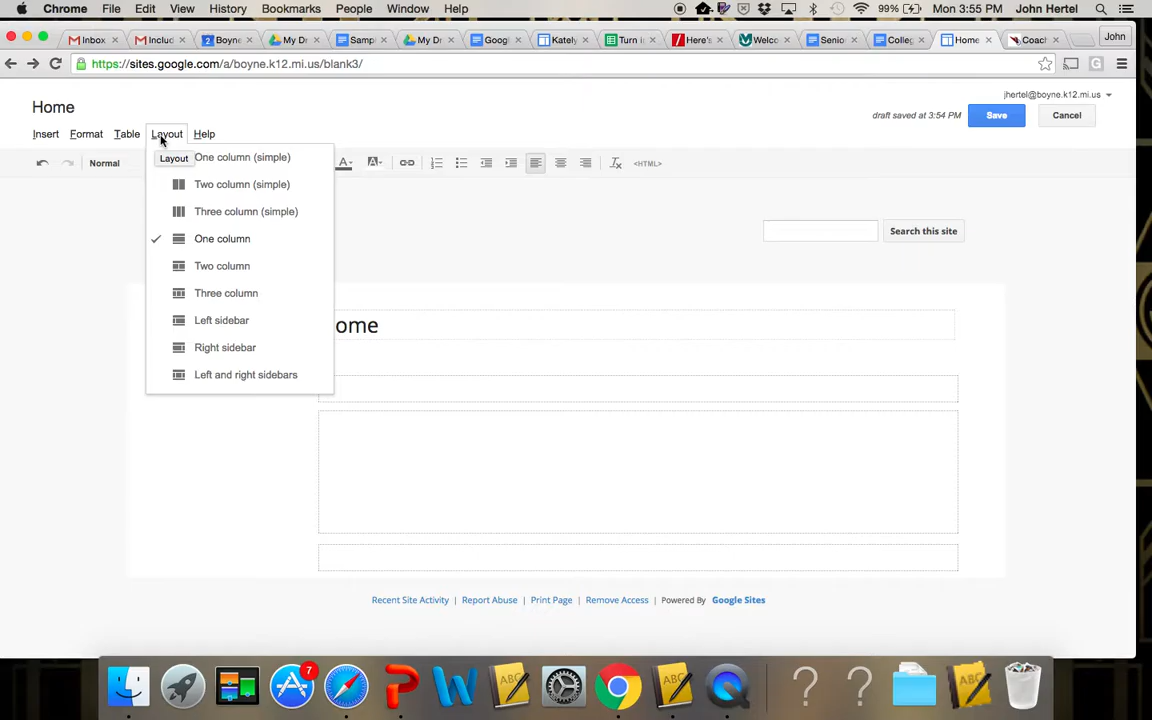 Chrome File Edit View History Bookmarks People Window Help 99% Mon 3:55 PM John Hertel
Inbox Includ Boyne My Dr Samp My Dr Googl Kately Turn i Here's Welco Senio Colleg Home Coach John
https://sites.google.com/a/boyne.k12.mi.us/blank3/
jhertel@boyne.k12.mi.us
Home
draft saved at 3:54 PM Save Cancel
Insert Format Table Layout Help
Normal A A <HTML>
Layout
One column (simple)
Two column (simple)
Three column (simple)
One column
Two column
Three column
Left sidebar
Right sidebar
Left and right sidebars
Search this site
ome
Recent Site Activity | Report Abuse | Print Page | Remove Access | Powered By Google Sites
7